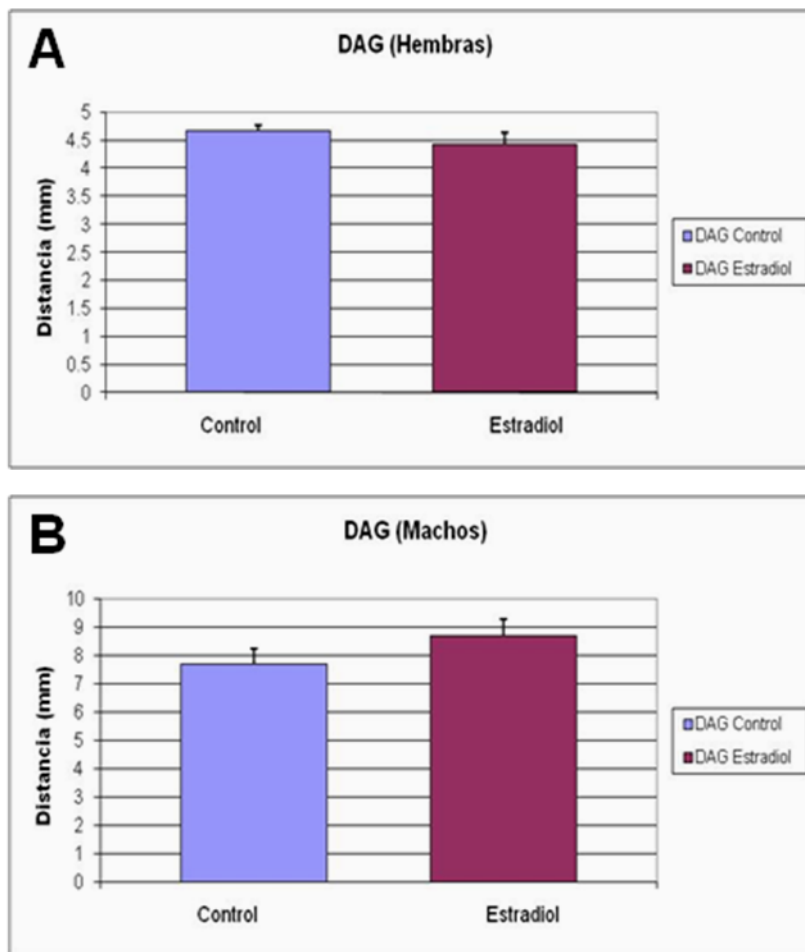 A
DAG (Hembras)
Distancia (mm)
5
4.5
4
3.5
3
2.5
2
1.5
1
0.5
0
Control
Estradiol
DAG Control
DAG Estradiol
B
DAG (Machos)
Distancia (mm)
10
9
8
7
6
5
4
3
2
1
0
Control
Estradiol
DAG Control
DAG Estradiol